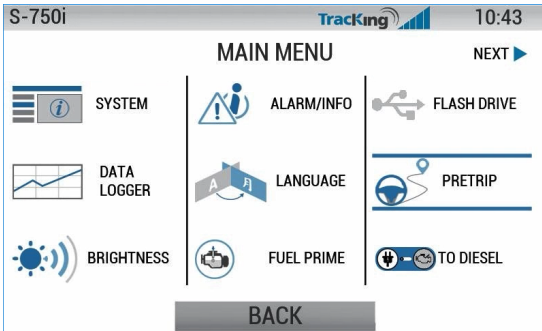 S-750i TracKing 10:43
MAIN MENU NEXT
SYSTEM ALARM/INFO FLASH DRIVE
DATA
LOGGER
LANGUAGE PRETRIP
A 月
BRIGHTNESS FUEL PRIME TO DIESEL
BACK